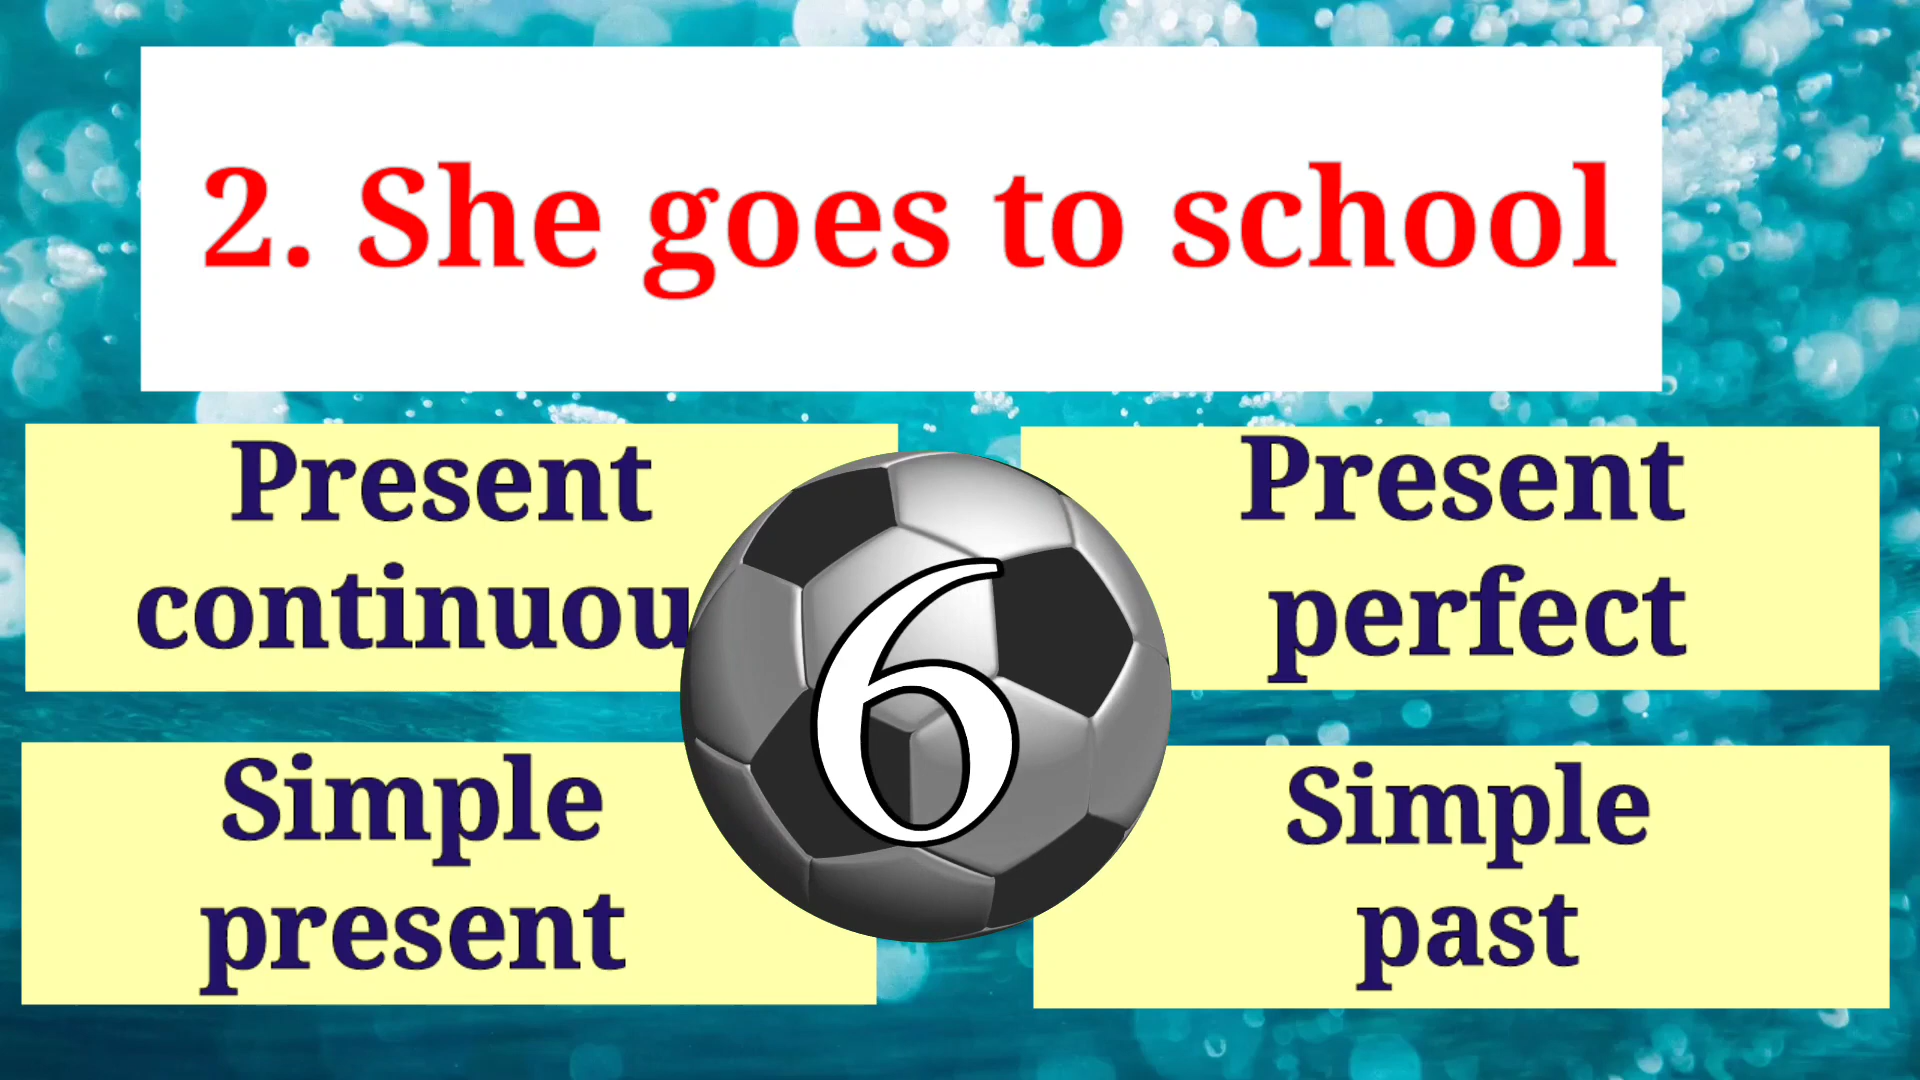 2. She goes to school
Present
continuou
Present
perfect
6
Simple
present
Simple
past